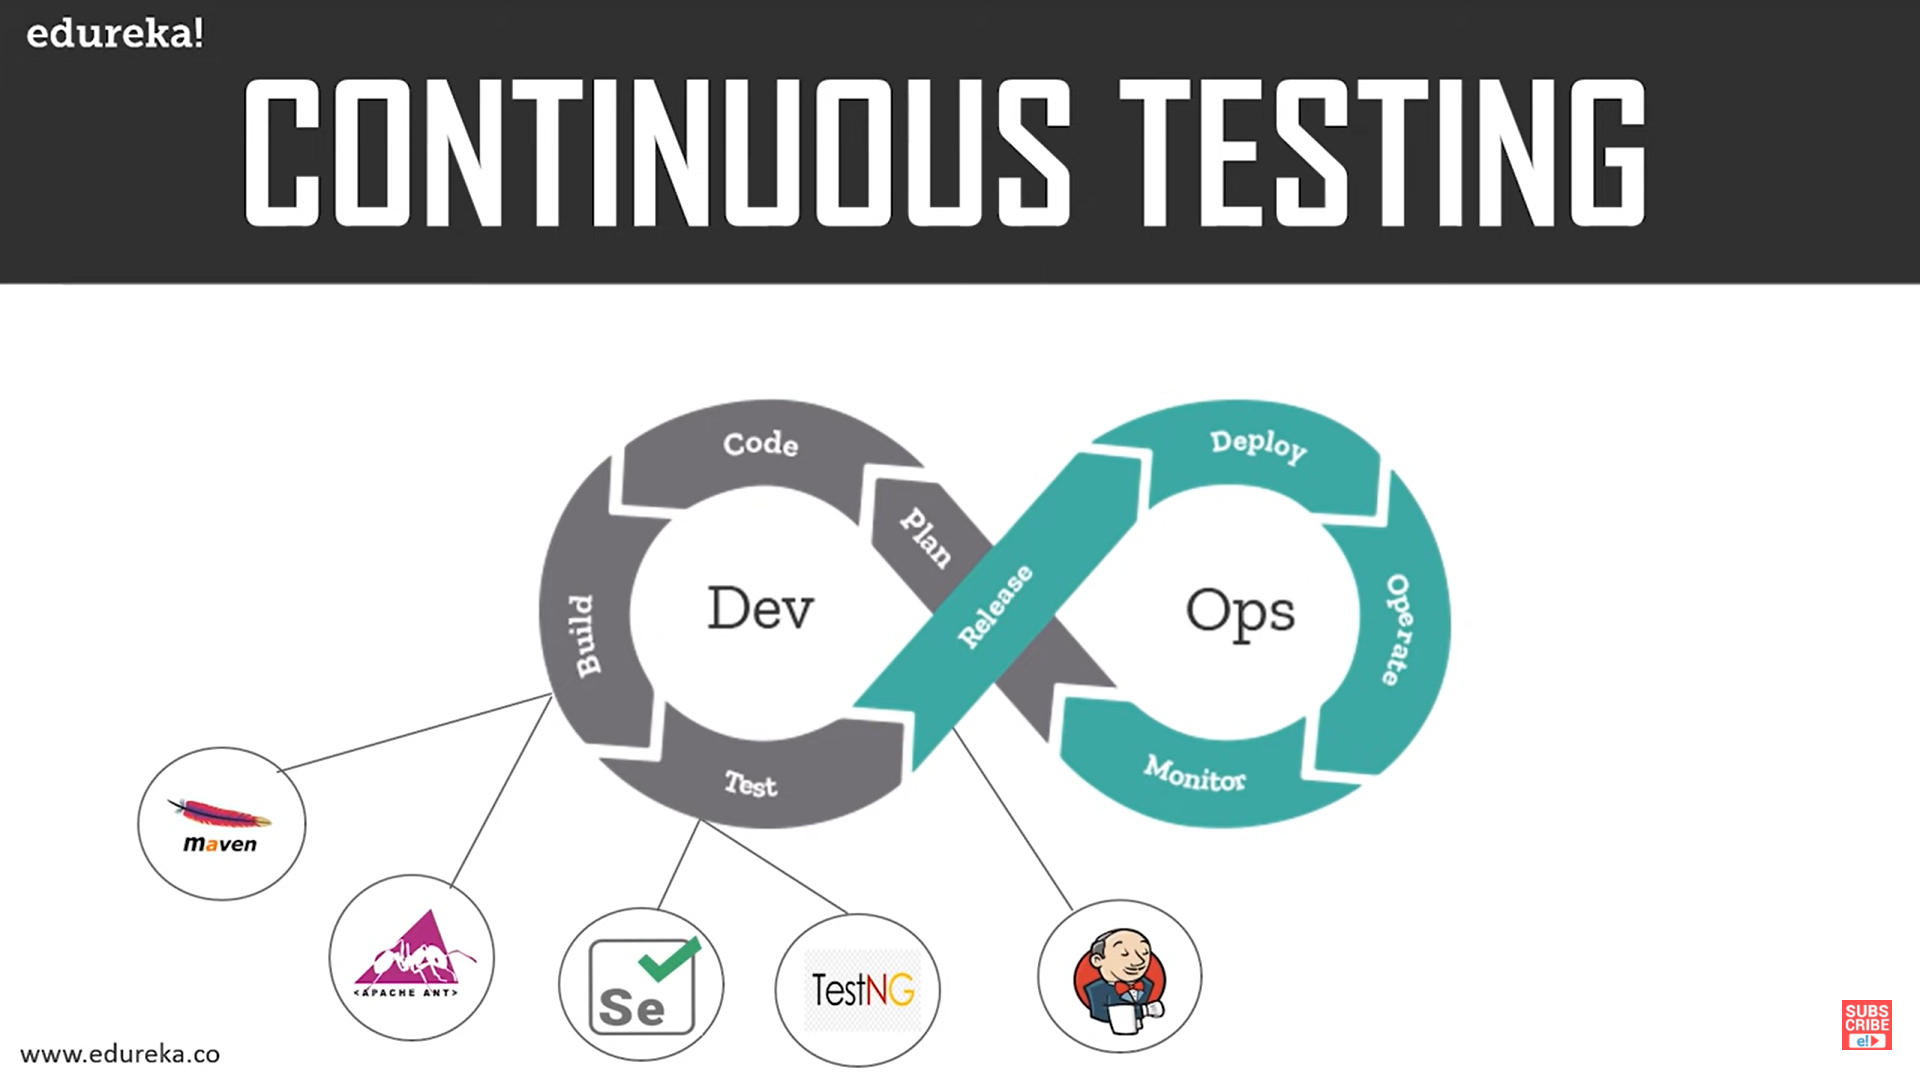 edureka!
CONTINUOUS TESTING
Code
Plan
Build
Dev
Test
Release
Deploy
Ops
Operate
Monitor
maven
<APACHE ANT>
Se
TestNG
www.edureka.co
SUBS
CRIBE
e!